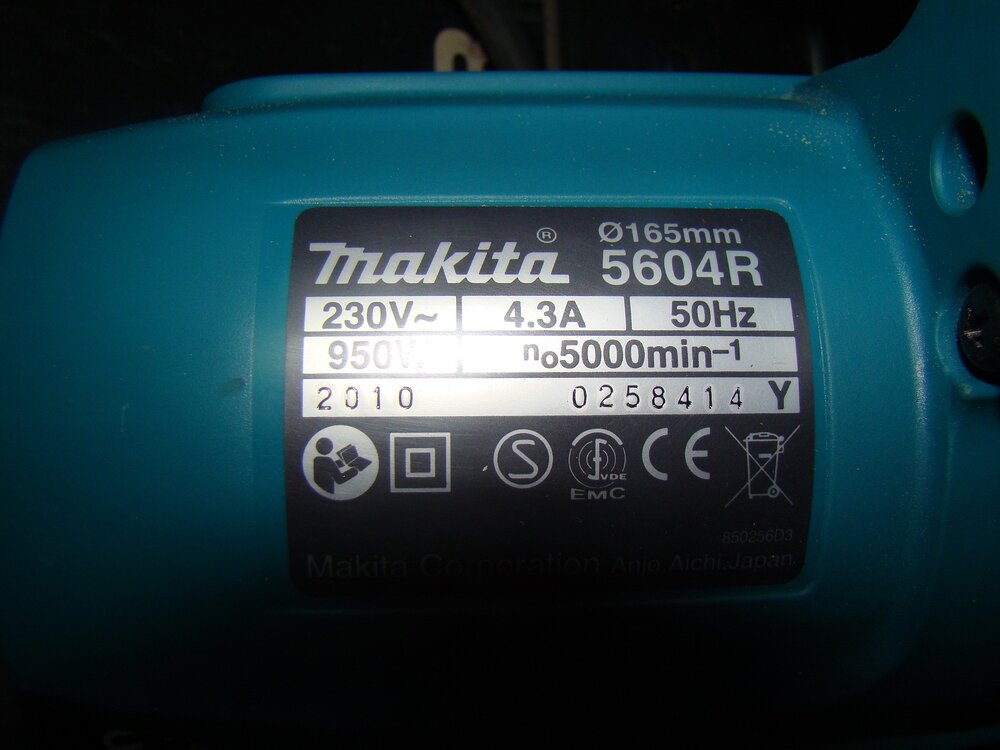 makita® Ø165mm
5604R
230V~ 4.3A 50Hz
950W n₀5000min⁻¹
2010 0258414 Y
S VDE CE
EMC
850256D3
Makita Corporation Anjo, Aichi, Japan